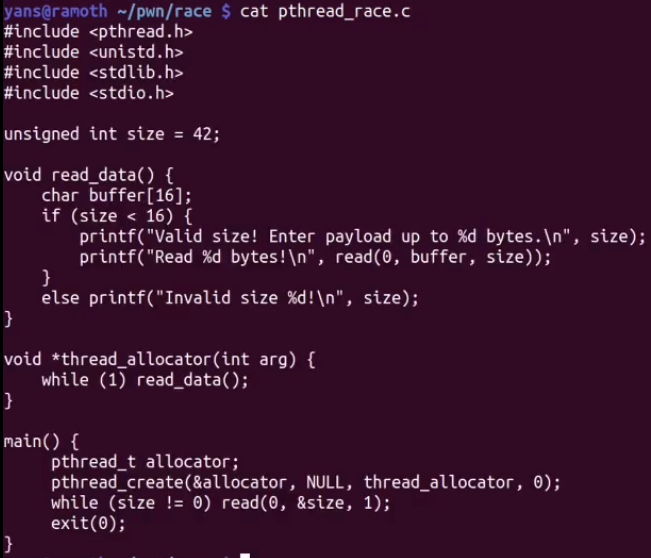 yans@ramoth ~/pwn/race $ cat pthread_race.c
#include <pthread.h>
#include <unistd.h>
#include <stdlib.h>
#include <stdio.h>

unsigned int size = 42;

void read_data() {
    char buffer[16];
    if (size < 16) {
        printf("Valid size! Enter payload up to %d bytes.\n", size);
        printf("Read %d bytes!\n", read(0, buffer, size));
    }
    else printf("Invalid size %d!\n", size);
}

void *thread_allocator(int arg) {
    while (1) read_data();
}

main() {
     pthread_t allocator;
     pthread_create(&allocator, NULL, thread_allocator, 0);
     while (size != 0) read(0, &size, 1);
     exit(0);
}